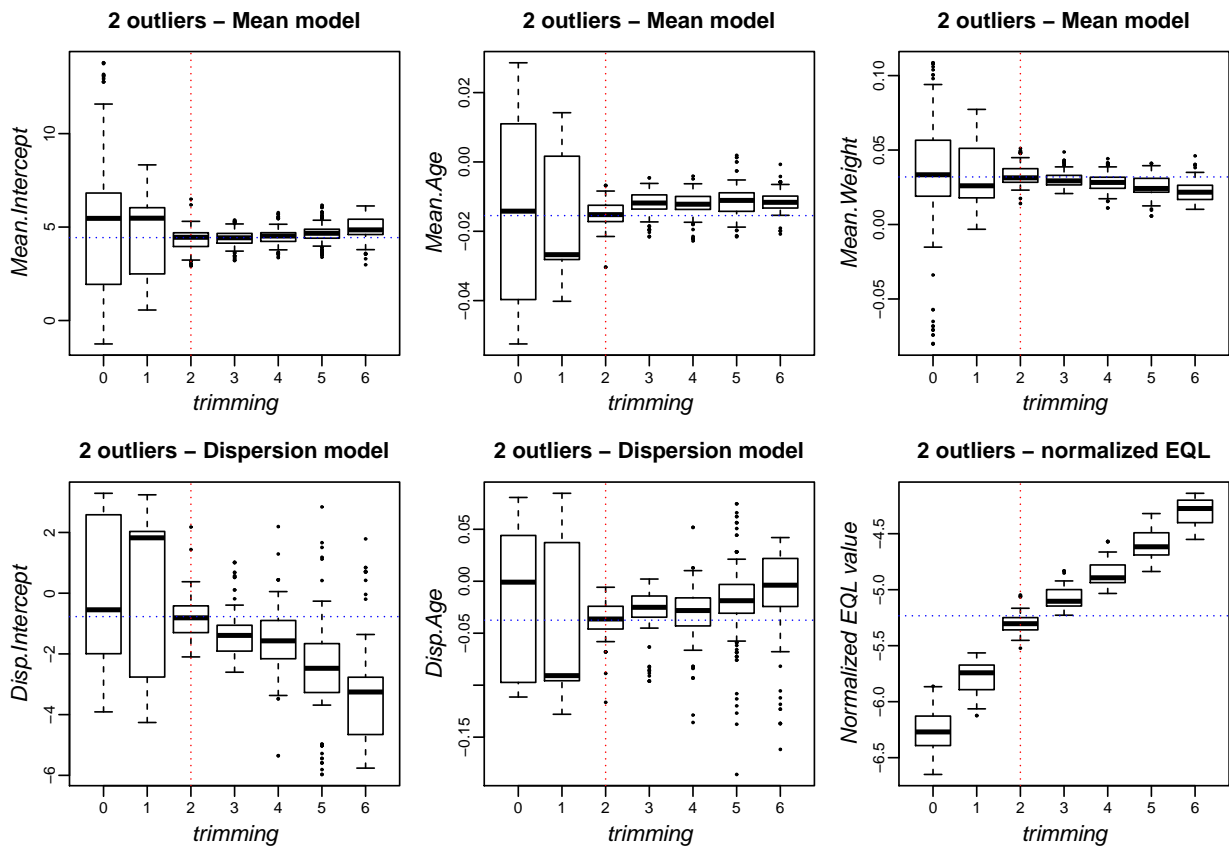 2 outliers – Mean model
Mean.Intercept
0 5 10
0 1 2 3 4 5 6
trimming
2 outliers – Mean model
Mean.Age
−0.04 −0.02 0.00 0.02
0 1 2 3 4 5 6
trimming
2 outliers – Mean model
Mean.Weight
−0.05 0.00 0.05 0.10
0 1 2 3 4 5 6
trimming
2 outliers – Dispersion model
Disp.Intercept
−6 −4 −2 0 2
0 1 2 3 4 5 6
trimming
2 outliers – Dispersion model
Disp.Age
−0.15 −0.05 0.00 0.05
0 1 2 3 4 5 6
trimming
2 outliers – normalized EQL
Normalized EQL value
−6.5 −6.0 −5.5 −5.0 −4.5
0 1 2 3 4 5 6
trimming